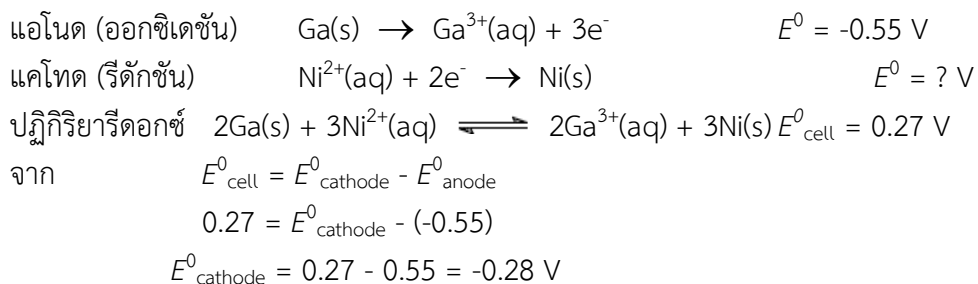 แอโนด (ออกซิเดชัน) Ga(s) → Ga³⁺(aq) + 3e⁻ E⁰ = -0.55 V
แคโทด (รีดักชัน) Ni²⁺(aq) + 2e⁻ → Ni(s) E⁰ = ? V
ปฏิกิริยารีดอกซ์ 2Ga(s) + 3Ni²⁺(aq) ⇌ 2Ga³⁺(aq) + 3Ni(s) E⁰cell = 0.27 V
จาก E⁰cell = E⁰cathode - E⁰anode
0.27 = E⁰cathode - (-0.55)
E⁰cathode = 0.27 - 0.55 = -0.28 V